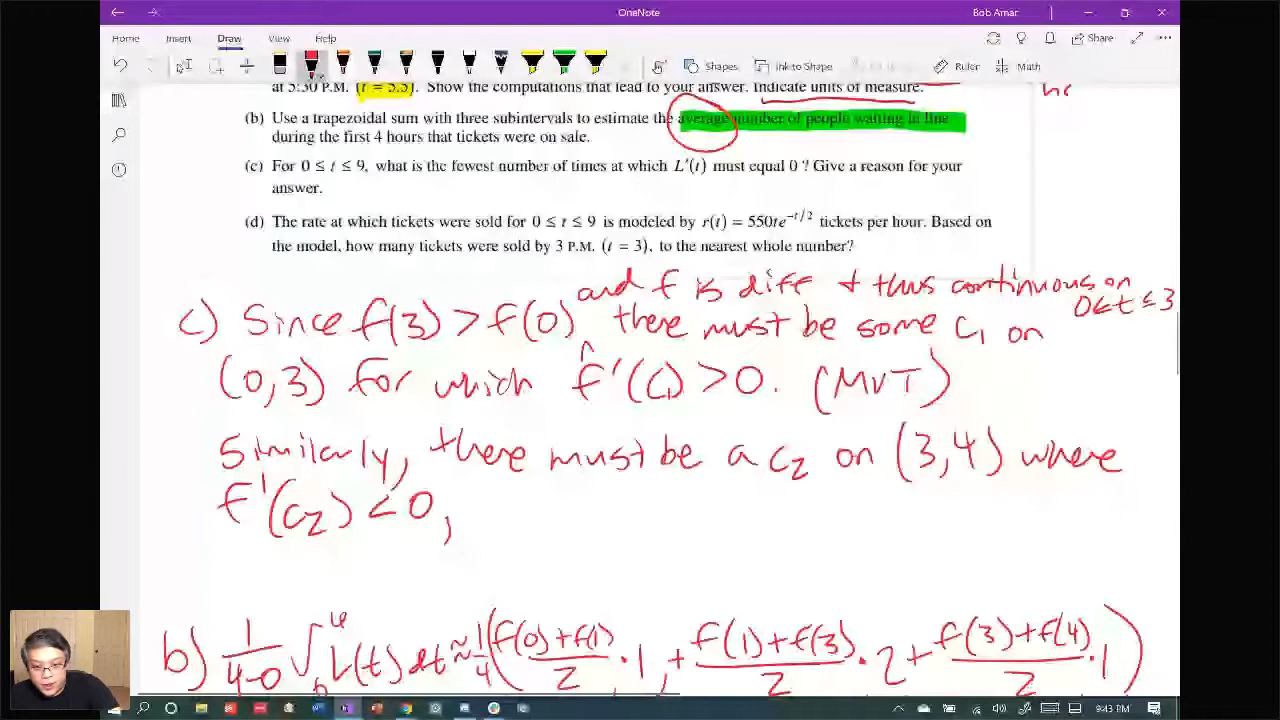 OneNote
Bob Amar
Home Insert Draw View Help
Share
Shapes
Ink to Shape
Ruler
Math
at 5:30 P.M. (t = 5.5). Show the computations that lead to your answer. Indicate units of measure.
(b) Use a trapezoidal sum with three subintervals to estimate the average number of people waiting in line
during the first 4 hours that tickets were on sale.
(c) For 0 ≤ t ≤ 9, what is the fewest number of times at which L′(t) must equal 0 ? Give a reason for your
answer.
(d) The rate at which tickets were sold for 0 ≤ t ≤ 9 is modeled by r(t) = 550te^(−t/2) tickets per hour. Based on
the model, how many tickets were sold by 3 P.M. (t = 3), to the nearest whole number?
and f is diff + thus continuous on
0≤t≤3
c) Since f(3) > f(0) ^ there must be some c₁ on
(0,3) for which f'(c₁) > 0. (MVT)
Similarly, there must be a c₂ on (3,4) where
f'(c₂) < 0,
b) 1/(4-0) ∫₀⁴ L(t) dt ≈ 1/4 ( (f(0)+f(1))/2 · 1 + (f(1)+f(3))/2 · 2 + (f(3)+f(4))/2 · 1 )
9:43 PM